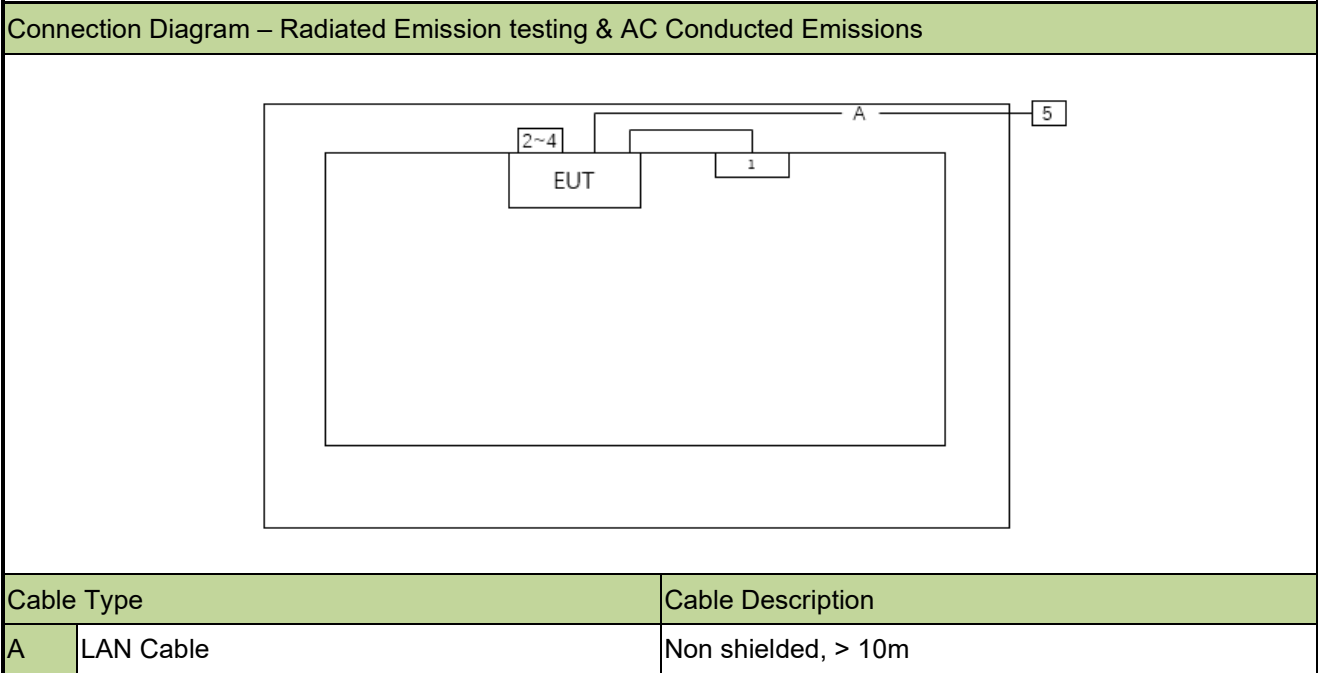 Connection Diagram – Radiated Emission testing & AC Conducted Emissions
A
5
2~4
1
EUT
Cable Type Cable Description
A LAN Cable Non shielded, > 10m